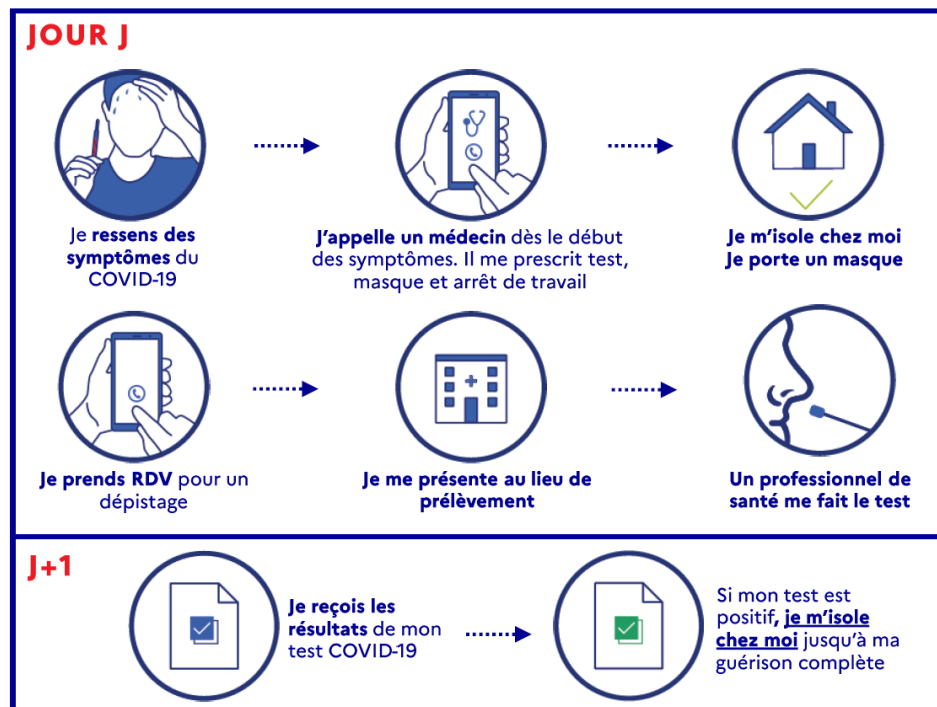 JOUR J
Je ressens des
symptômes du
COVID-19
J'appelle un médecin dès le début
des symptômes. Il me prescrit test,
masque et arrêt de travail
Je m'isole chez moi
Je porte un masque
Je prends RDV pour un
dépistage
Je me présente au lieu de
prélèvement
Un professionnel de
santé me fait le test
J+1
Je reçois les
résultats de mon
test COVID-19
Si mon test est
positif, je m'isole
chez moi jusqu'à ma
guérison complète